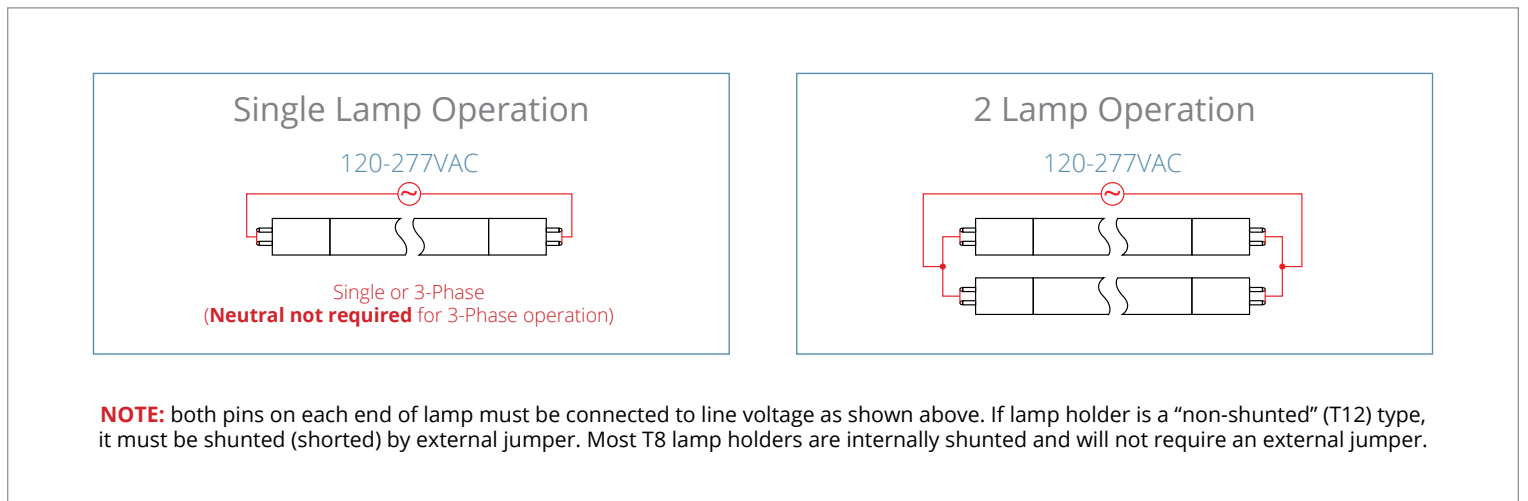 Single Lamp Operation
120-277VAC
~
Single or 3-Phase
(Neutral not required for 3-Phase operation)
2 Lamp Operation
120-277VAC
~
NOTE: both pins on each end of lamp must be connected to line voltage as shown above. If lamp holder is a “non-shunted” (T12) type,
it must be shunted (shorted) by external jumper. Most T8 lamp holders are internally shunted and will not require an external jumper.